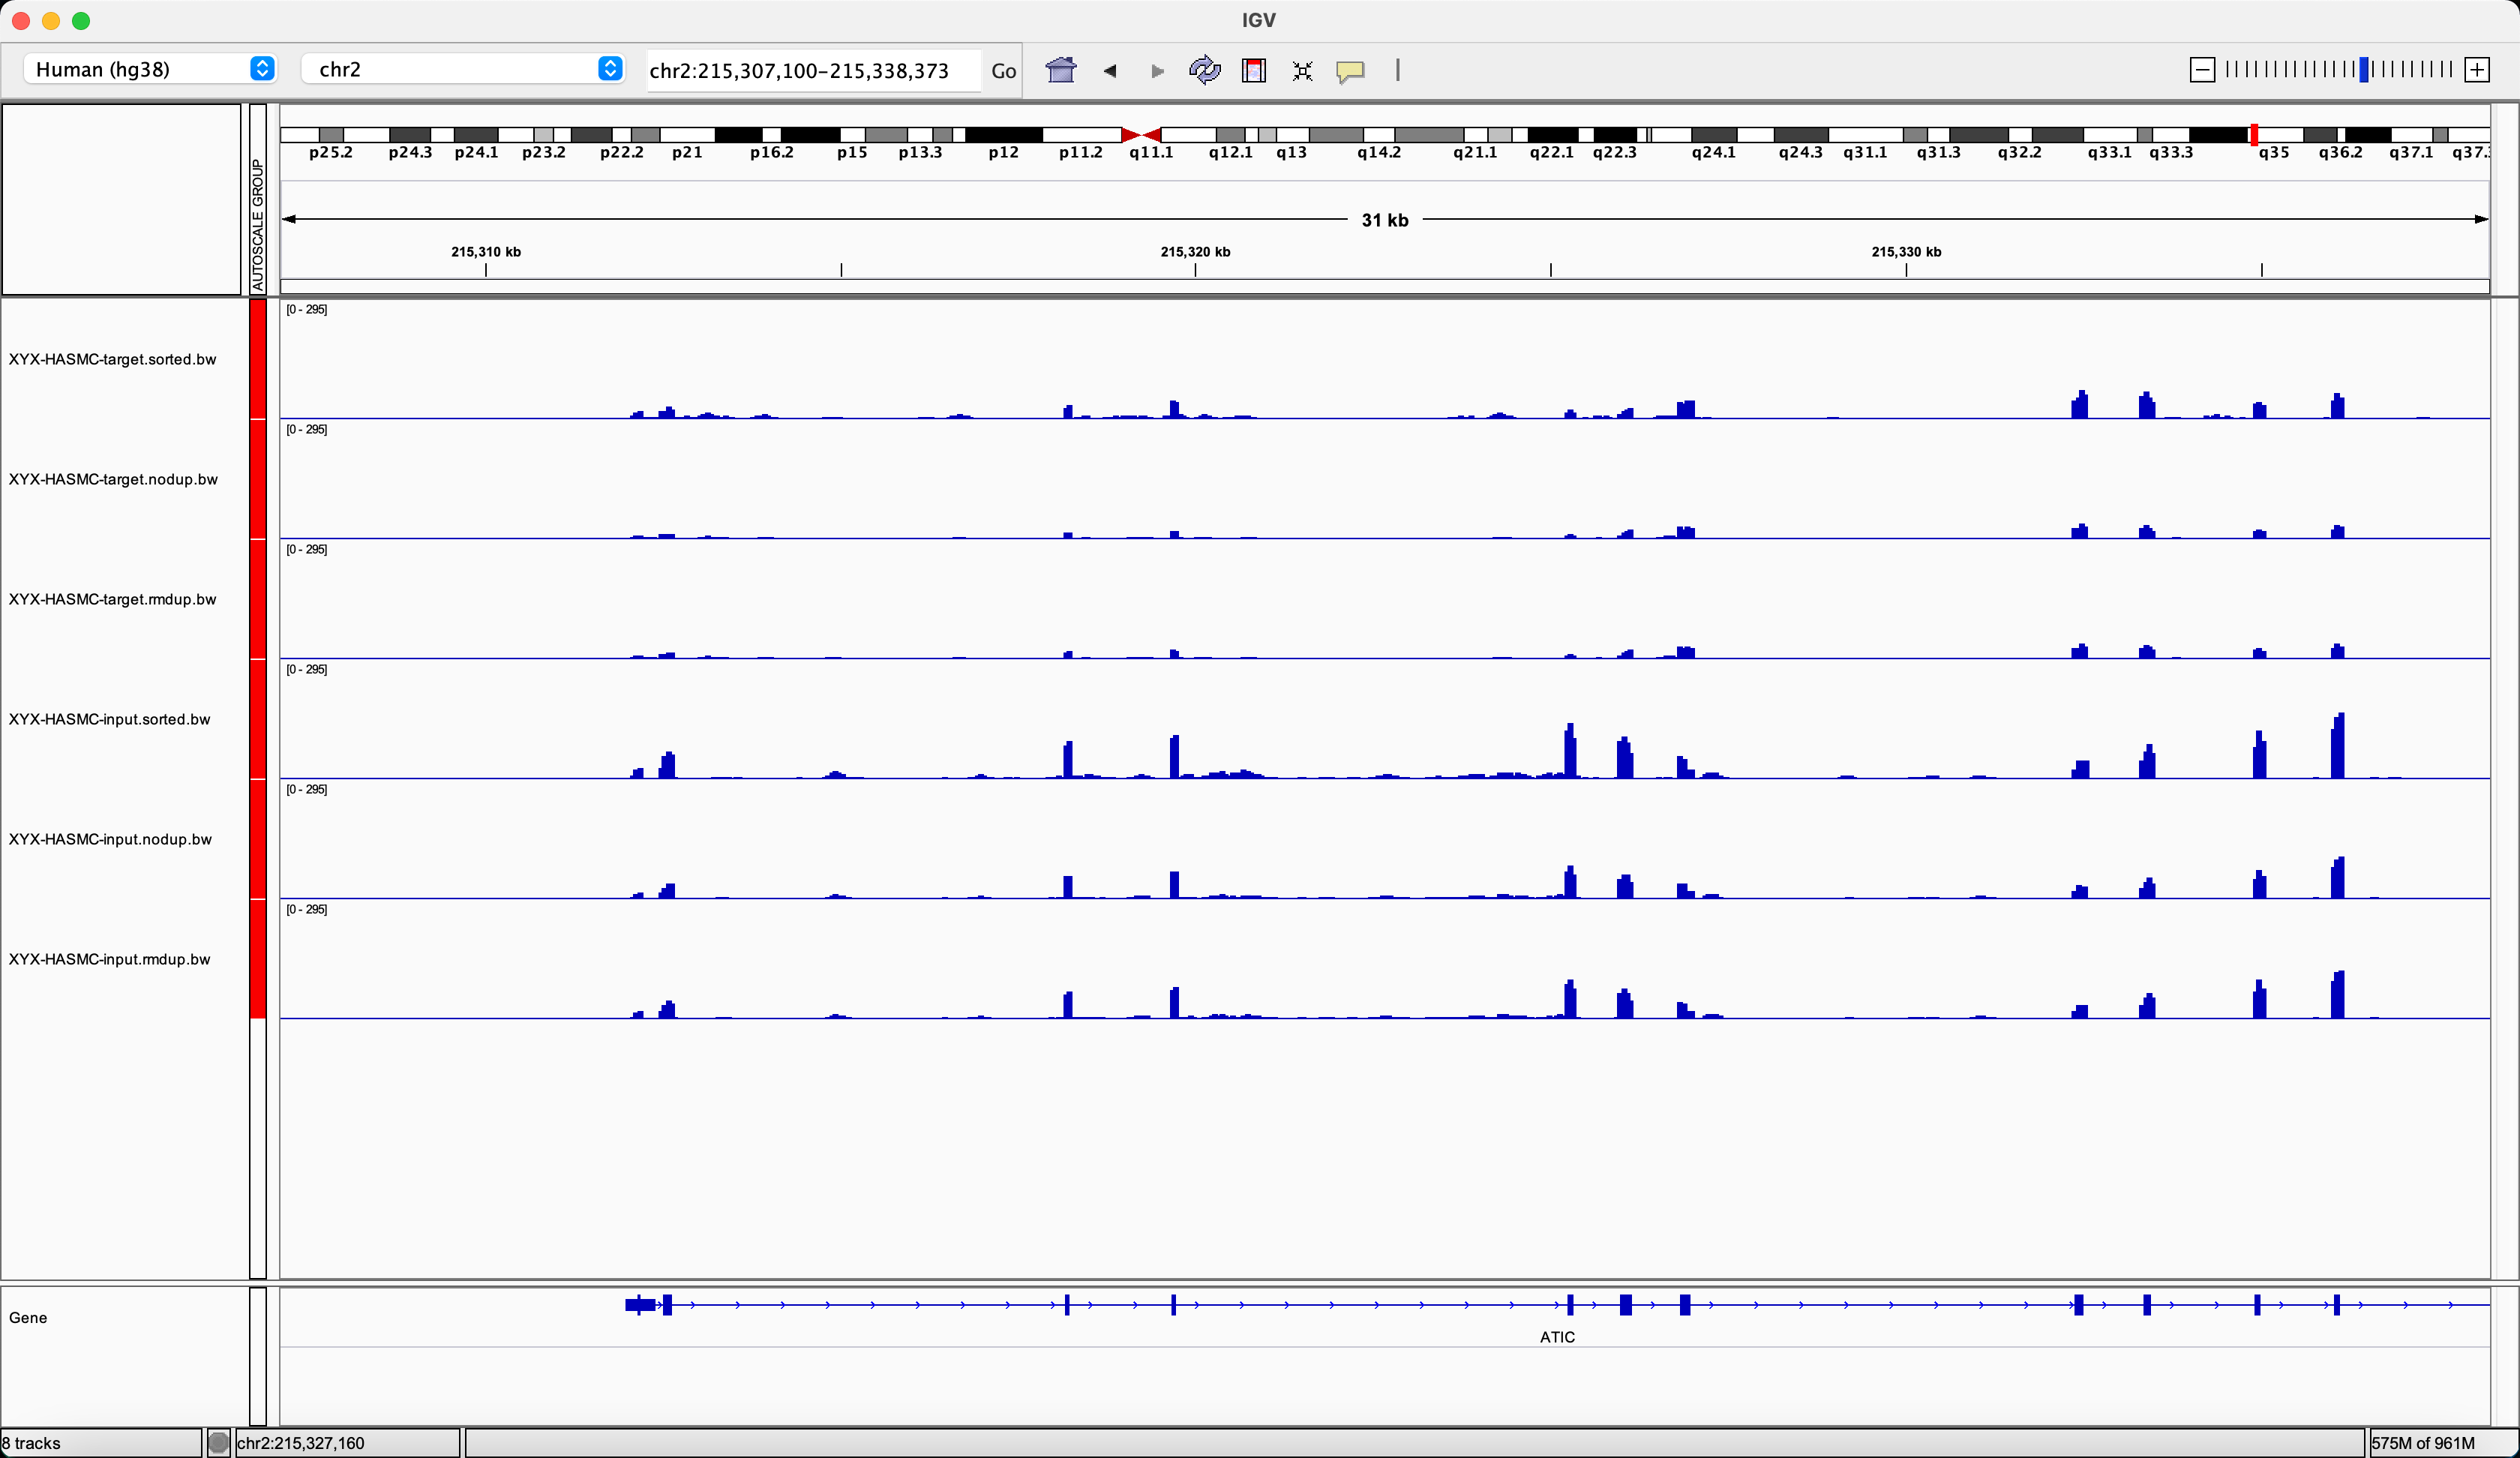 IGV
Human (hg38) chr2 chr2:215,307,100-215,338,373 Go
AUTOSCALE GROUP
p25.2 p24.3 p24.1 p23.2 p22.2 p21 p16.2 p15 p13.3 p12 p11.2 q11.1 q12.1 q13 q14.2 q21.1 q22.1 q22.3 q24.1 q24.3 q31.1 q31.3 q32.2 q33.1 q33.3 q35 q36.2 q37.1 q37.
31 kb
215,310 kb 215,320 kb 215,330 kb
[0 - 295]
XYX-HASMC-target.sorted.bw
[0 - 295]
XYX-HASMC-target.nodup.bw
[0 - 295]
XYX-HASMC-target.rmdup.bw
[0 - 295]
XYX-HASMC-input.sorted.bw
[0 - 295]
XYX-HASMC-input.nodup.bw
[0 - 295]
XYX-HASMC-input.rmdup.bw
Gene
ATIC
8 tracks chr2:215,327,160 575M of 961M